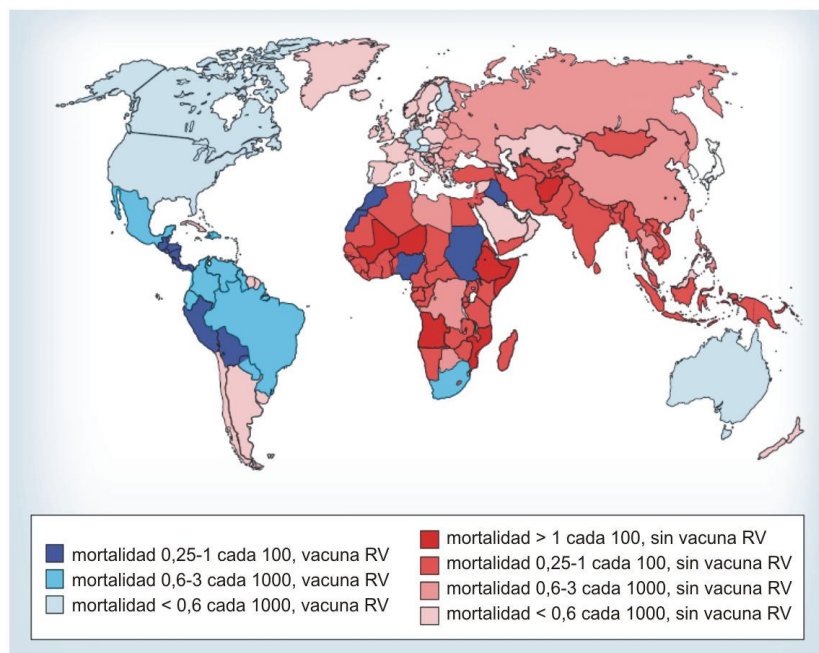 mortalidad 0,25-1 cada 100, vacuna RV
mortalidad 0,6-3 cada 1000, vacuna RV
mortalidad < 0,6 cada 1000, vacuna RV
mortalidad > 1 cada 100, sin vacuna RV
mortalidad 0,25-1 cada 100, sin vacuna RV
mortalidad 0,6-3 cada 1000, sin vacuna RV
mortalidad < 0,6 cada 1000, sin vacuna RV